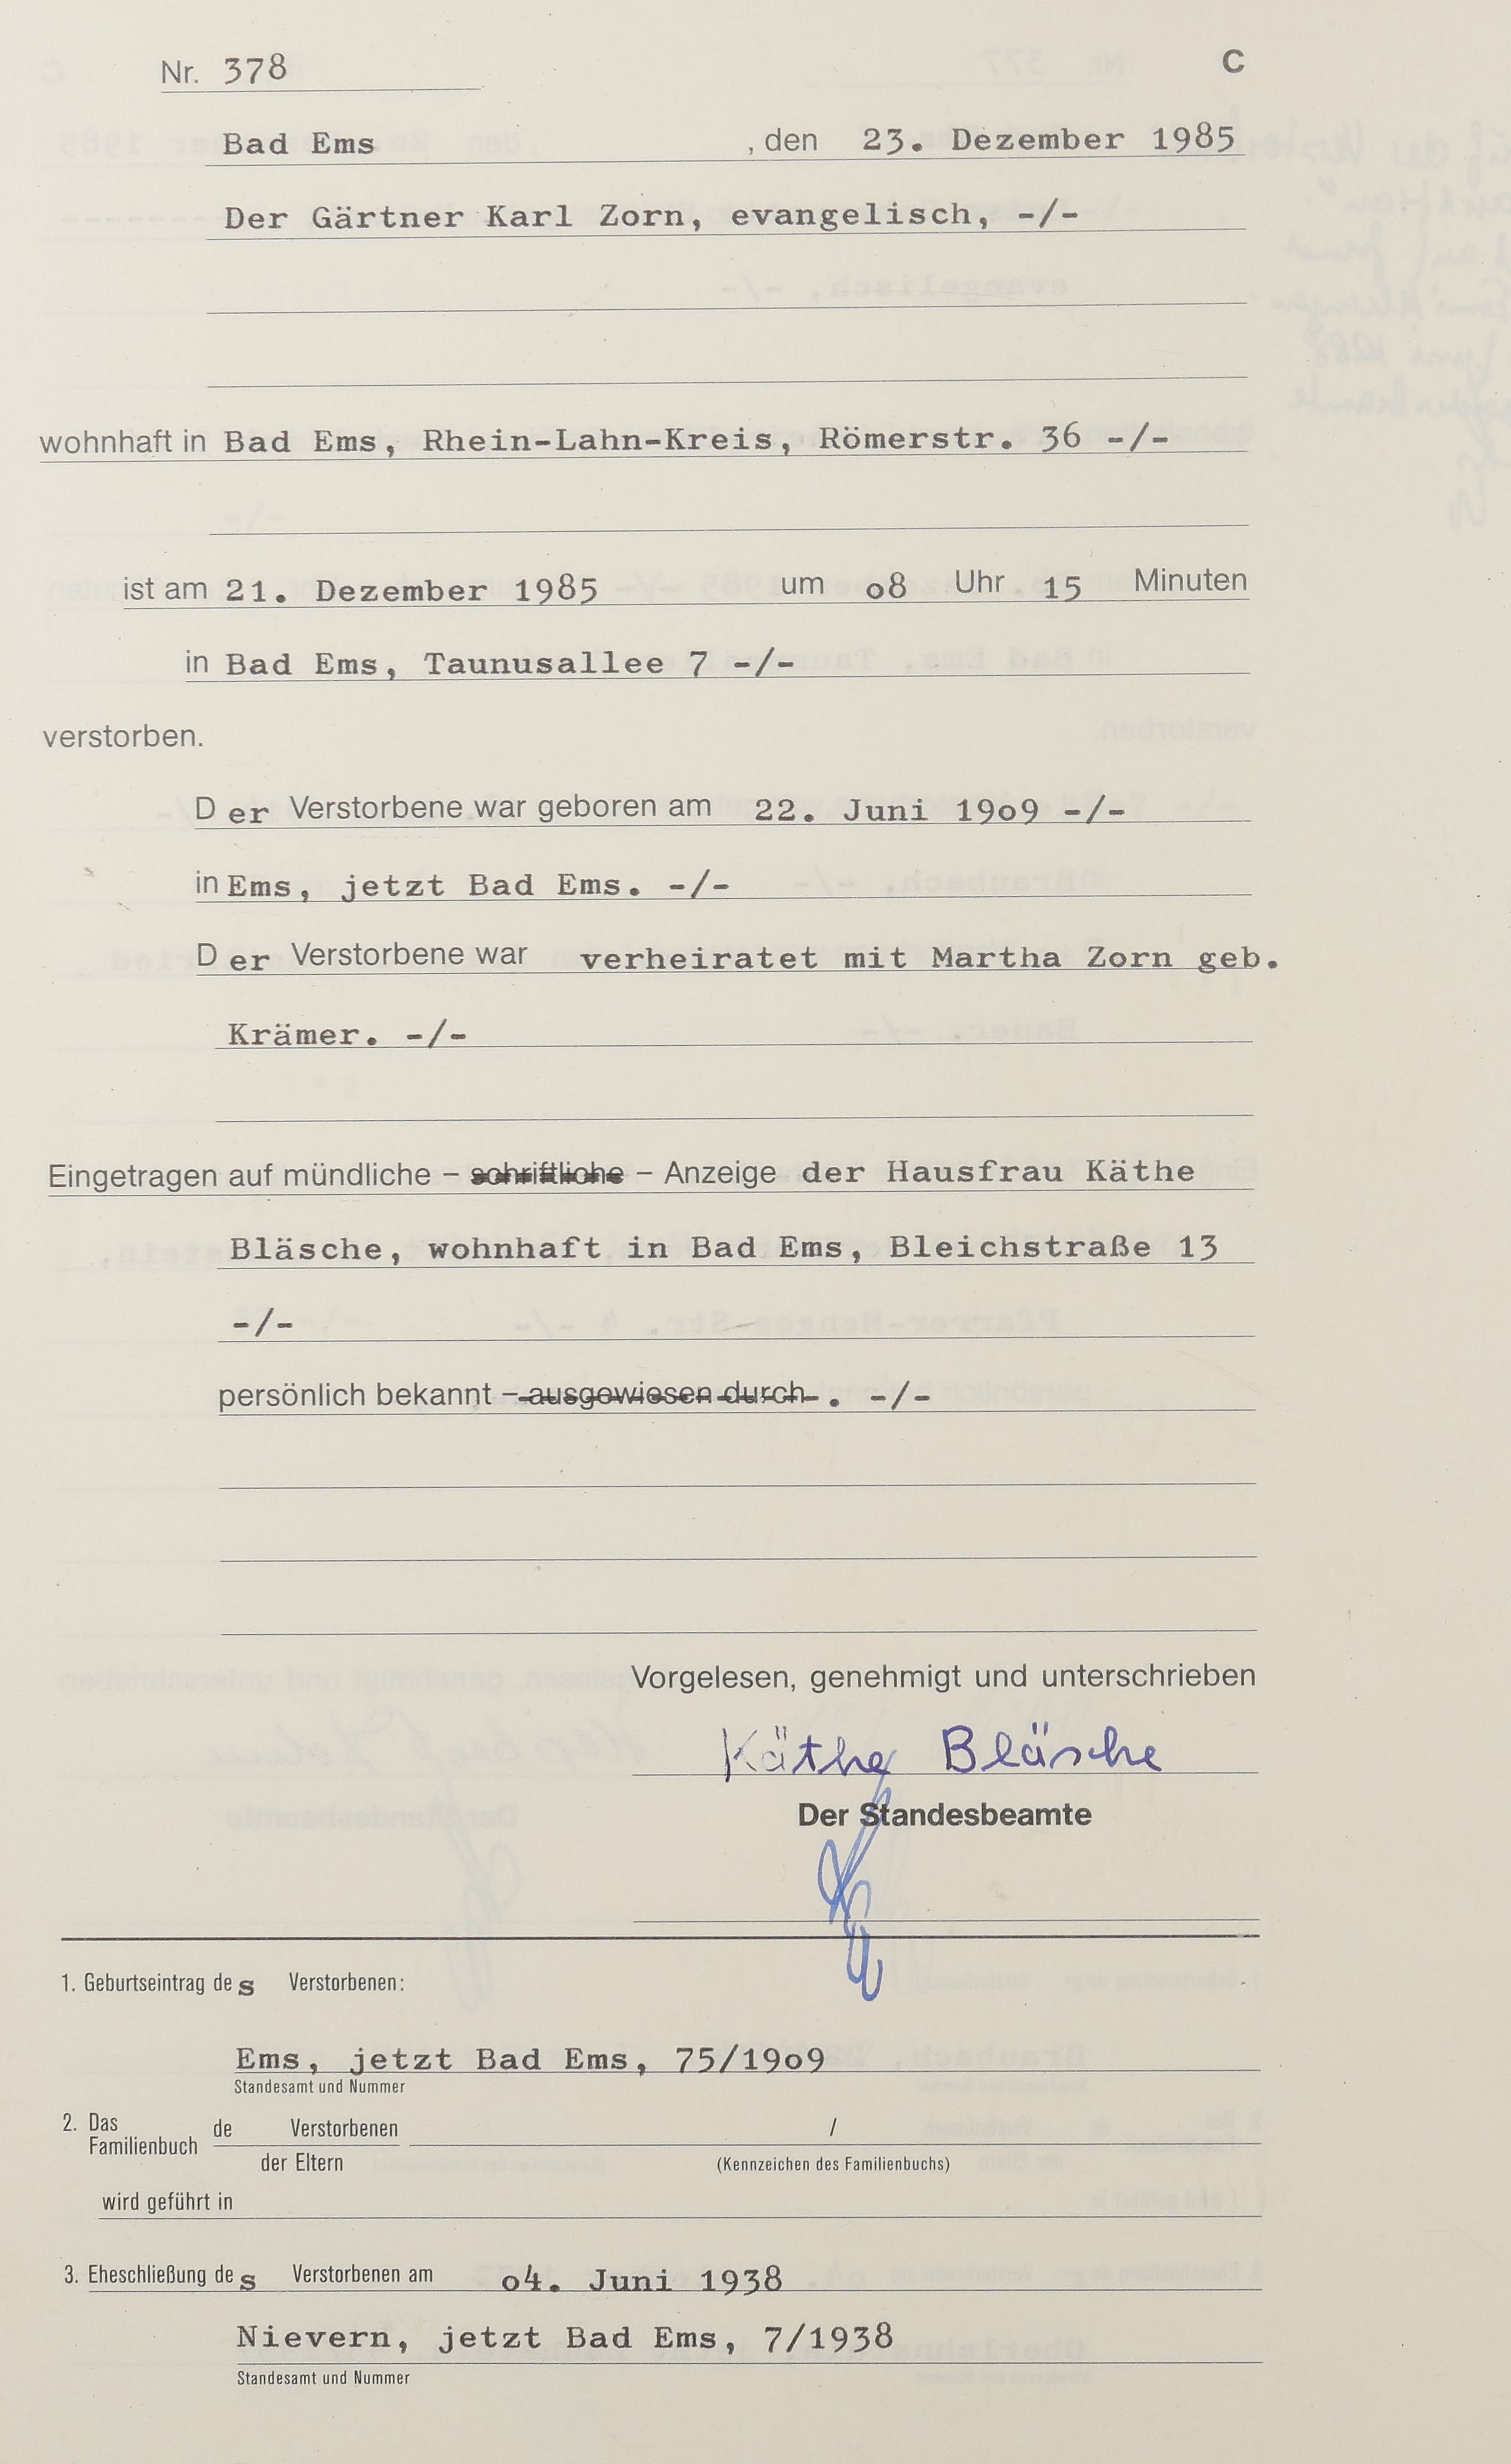 Nr. 378
C
Bad Ems , den 23. Dezember 1985
Der Gärtner Karl Zorn, evangelisch, -/-
wohnhaft in Bad Ems, Rhein-Lahn-Kreis, Römerstr. 36 -/-
ist am 21. Dezember 1985 um o8 Uhr 15 Minuten
in Bad Ems, Taunusallee 7 -/-
verstorben.
D er Verstorbene war geboren am 22. Juni 19o9 -/-
in Ems, jetzt Bad Ems. -/-
D er Verstorbene war verheiratet mit Martha Zorn geb.
Krämer. -/-
Eingetragen auf mündliche – schriftliche – Anzeige der Hausfrau Käthe
Bläsche, wohnhaft in Bad Ems, Bleichstraße 13
-/-
persönlich bekannt – ausgewiesen durch . -/-
Vorgelesen, genehmigt und unterschrieben
Käthe Bläsche
Der Standesbeamte
1. Geburtseintrag de s Verstorbenen:
Ems, jetzt Bad Ems, 75/19o9
Standesamt und Nummer
2. Das Familienbuch de Verstorbenen /
der Eltern (Kennzeichen des Familienbuchs)
wird geführt in
3. Eheschließung de s Verstorbenen am o4. Juni 1938
Nievern, jetzt Bad Ems, 7/1938
Standesamt und Nummer